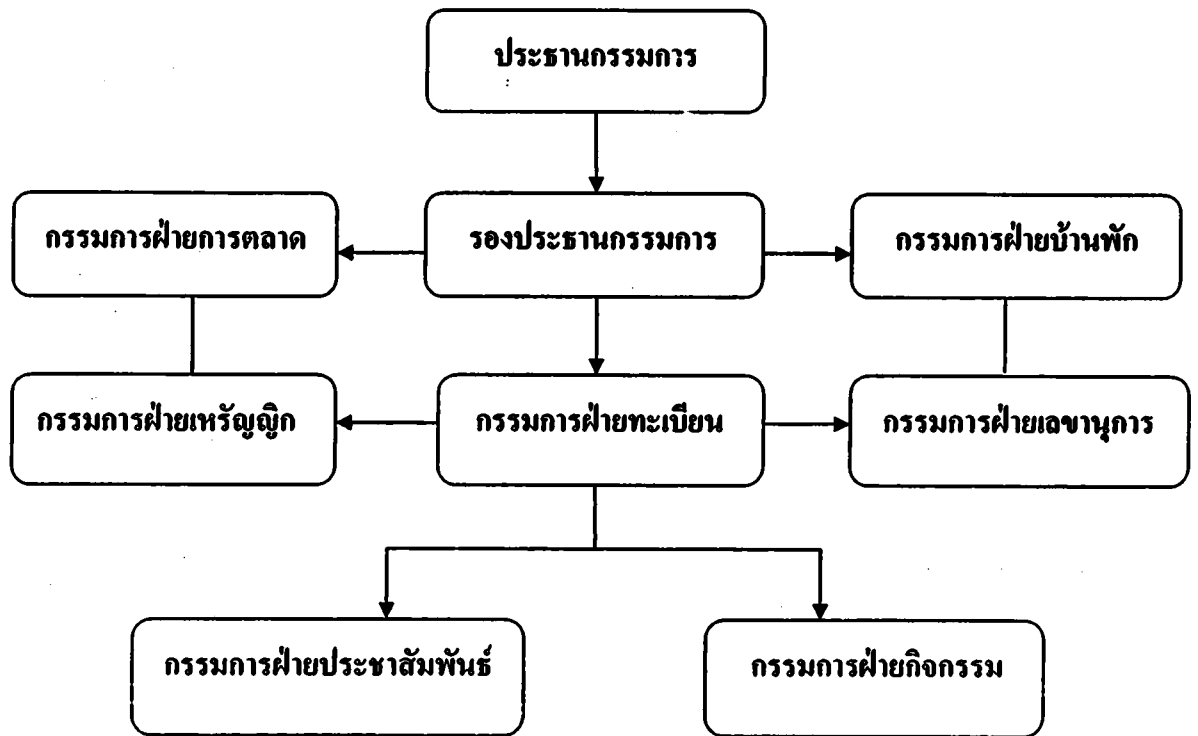 ประธานกรรมการ
กรรมการฝ่ายการตลาด
รองประธานกรรมการ
กรรมการฝ่ายบ้านพัก
กรรมการฝ่ายเหรัญญิก
กรรมการฝ่ายทะเบียน
กรรมการฝ่ายเลขานุการ
กรรมการฝ่ายประชาสัมพันธ์
กรรมการฝ่ายกิจกรรม